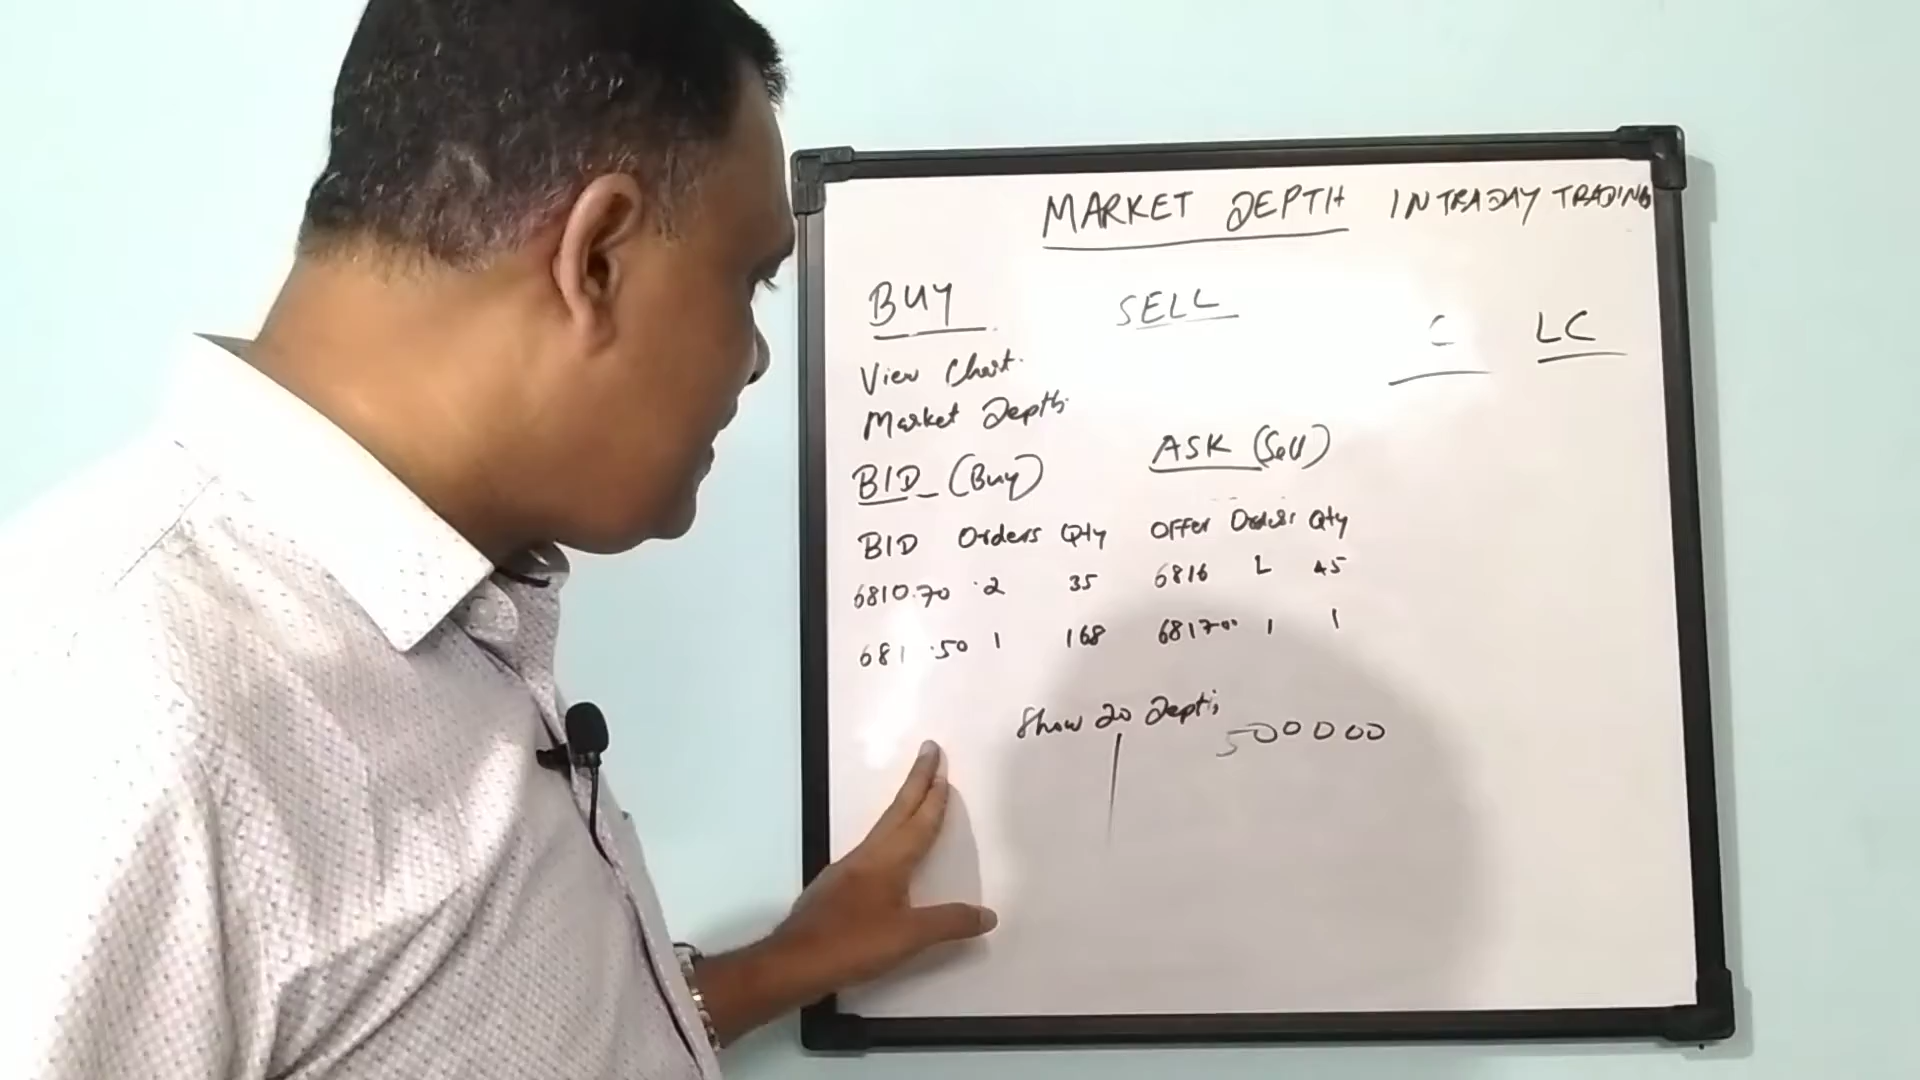 MARKET DEPTH INTRADAY TRADING
BUY SELL C LC
View Chart
Market Depth
BID (Buy) ASK (Sell)
BID Orders Qty OFFer Orders Qty
6810.70 2 35 6816 2 45
681 .50 1 168 6817.00 1 1
Show 20 Depth
500000